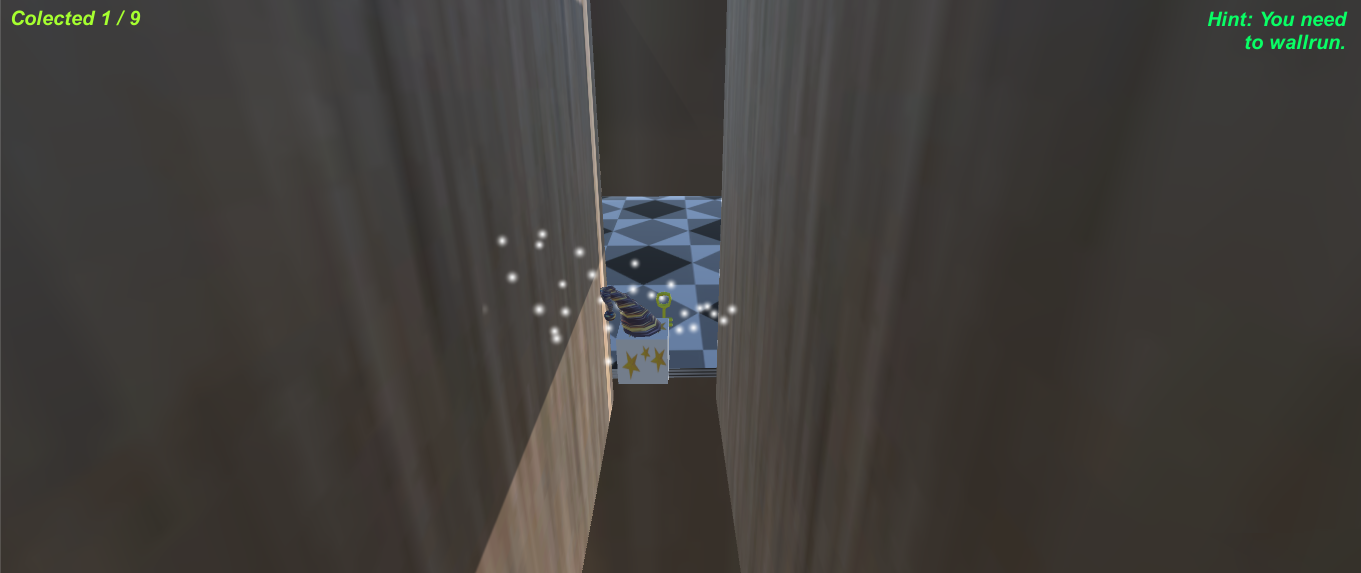 Colected 1 / 9
Hint: You need
to wallrun.